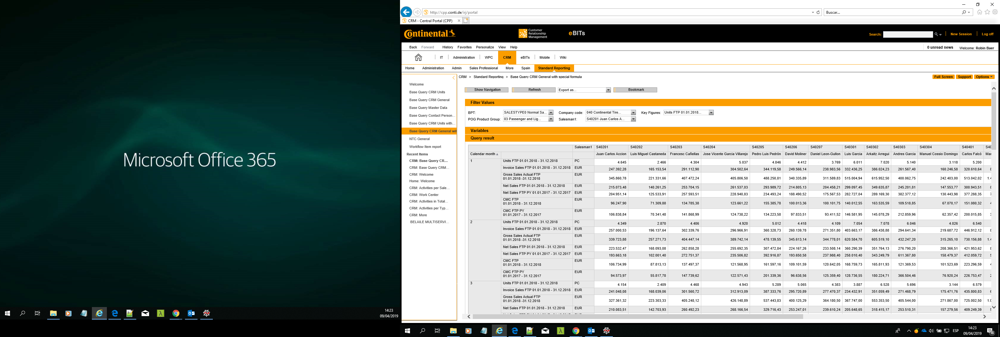 Microsoft Office 365
14:23
09/04/2019
http://cpp.conti.de/irj/portal
Buscar...
CRM - Central Portal (CPP)
Continental
Customer
Relationship
Management
eBITs
Search:
New Session
Log off
Back Forward History Favorites Personalize View Help
0 unread news Welcome: Robin Baer
IT Administration WPC CRM eBITs Mobile Wiki
Home Administration Admin Sales Professional More Spain Standard Reporting
CRM > Standard Reporting > Base Query CRM General with special formula
Full Screen Support Options
Welcome
Base Query CRM Units
Base Query CRM General
Base Query Master Data
Base Query Contact Person...
Base Query CRM Units with...
Base Query CRM General wit
NTC General
Workflow Item report
Recent Items
CRM: Base Query CR...
CRM: Base Query CRM...
CRM: Welcome
Home: Welcome
CRM: Activities per Sale...
CRM: Work Center
CRM: Activities in Total...
CRM: Activities per Typ...
CRM: More
BELAILE MULTISERVI...
Show Navigation Refresh Export as... Bookmark
Filter Values
BPT: SALESTYPE0 Normal Sa... Company code: 040 Continental Tire... Key Figures: Units FTP 01.01.2018...
POG Product Group: 03 Passenger and Lig... Salesman1: S40201 Juan Carlos A...
Variables
Query result
Salesman1 S40201 S40202 S40203 S40204 S40205 S40206 S40207 S40301 S40302 S40303 S40304 S40401 S40
Calendar month Juan Carlos Accion Luis Miguel Castaneda Francesc Cañellas Jose Vicente Garcia Villarejo Pedro Luis Pedrón David Moliner Daniel Leon-Gullon Luis Garcia Arkaitz Arregui Andres Garcia Manuel Cossio Domingo Carlos Falcó Mar
1 Units FTP 01.01.2018 - 31.12.2018 PC 4.645 2.466 4.304 5.037 4.846 4.412 3.769 6.011 7.020 5.140 3.118 5.200
Invoice Sales FTP 01.01.2018 - 31.12.2018 EUR 247.392,28 165.153,54 291.112,90 304.502,64 344.119,58 249.566,14 238.983,56 332.436,25 386.024,23 261.567,40 160.246,58 320.610,64 8
Gross Sales Actual FTP
01.01.2018 -31.12.2018 EUR 345.860,78 221.331,66 407.472,24 405.806,50 488.250,81 340.335,89 311.589,83 515.004,94 615.952,50 400.062,75 242.403,00 513.042,02 1.4
Net Sales FTP 01.01.2018 - 31.12.2018 EUR 215.073,48 140.261,25 253.704,15 261.537,03 293.989,72 214.805,13 204.458,21 299.097,45 349.635,87 245.201,81 147.553,77 300.943,51 8
Net Sales FTP PY 01.01.2017 - 31.12.2017 EUR 204.951,14 125.533,91 257.593,51 228.940,83 234.493,24 188.490,52 175.567,53 282.727,04 289.169,30 382.377,12 130.443,98 377.288,35 7
CMC FTP
01.01.2018 - 31.12.2018 EUR 96.247,90 71.309,88 134.785,38 123.661,22 155.385,78 100.013,36 100.101,75 140.012,55 163.535,59 109.518,85 67.070,17 151.080,32 4
CMC FTP PY
01.01.2017 - 31.12.2017 EUR 106.838,84 70.341,48 141.868,99 124.738,22 134.223,58 97.833,51 93.411,52 146.581,95 145.078,29 212.859,96 62.357,42 200.015,85 3
2 Units FTP 01.01.2018 - 31.12.2018 PC 4.349 2.870 4.406 4.920 5.012 4.418 4.109 7.054 7.078 6.046 4.026 6.540
Invoice Sales FTP 01.01.2018 - 31.12.2018 EUR 257.000,53 196.137,64 302.339,76 296.966,91 360.328,73 260.139,78 271.351,80 403.663,17 386.438,88 294.641,34 219.687,72 446.912,12 8
Gross Sales Actual FTP
01.01.2018 -31.12.2018 EUR 339.723,88 257.271,73 404.447,14 389.742,14 478.139,55 345.613,14 344.778,01 620.584,70 605.519,10 432.247,20 315.265,10 730.156,88 1.4
Net Sales FTP 01.01.2018 - 31.12.2018 EUR 223.532,47 168.093,08 262.858,28 255.692,35 307.472,84 224.167,26 233.508,14 360.290,39 351.764,13 276.790,20 208.366,51 421.953,62 8
Net Sales FTP PY 01.01.2017 - 31.12.2017 EUR 193.663,18 102.001,40 272.751,37 235.506,82 392.916,87 193.650,58 237.988,40 258.010,40 343.249,79 611.367,80 158.479,37 412.059,72 5
CMC FTP
01.01.2018 - 31.12.2018 EUR 106.734,99 87.813,13 137.497,37 121.568,95 161.597,16 109.101,59 120.642,05 168.759,73 165.811,93 121.369,53 101.523,69 223.296,59 4
CMC FTP PY
01.01.2017 - 31.12.2017 EUR 94.573,97 55.817,78 147.739,62 122.571,43 201.339,36 96.638,56 125.359,40 128.736,55 180.224,71 366.504,46 76.920,24 226.753,47 2
3 Units FTP 01.01.2018 - 31.12.2018 PC 4.154 2.409 4.468 4.943 5.289 5.065 4.383 3.887 6.528 5.696 3.144 6.579
Invoice Sales FTP 01.01.2018 - 31.12.2018 EUR 241.048,08 168.039,06 301.560,72 312.913,09 387.333,76 295.720,89 277.470,37 234.432,91 351.059,49 271.468,79 175.471,76 435.800,83 6
Gross Sales Actual FTP
01.01.2018 -31.12.2018 EUR 327.361,32 223.303,33 405.248,12 426.148,89 537.443,83 400.125,29 364.180,50 367.747,00 553.353,50 405.544,00 271.867,00 725.002,50 1.0
Net Sales FTP 01.01.2018 - 31.12.2018 EUR 210.083,51 142.703,93 260.492,23 268.166,54 329.716,43 253.247,01 239.610,24 205.648,65 318.415,17 253.510,31 157.279,56 409.249,39 5
ESP
14:23
09/04/2019
18